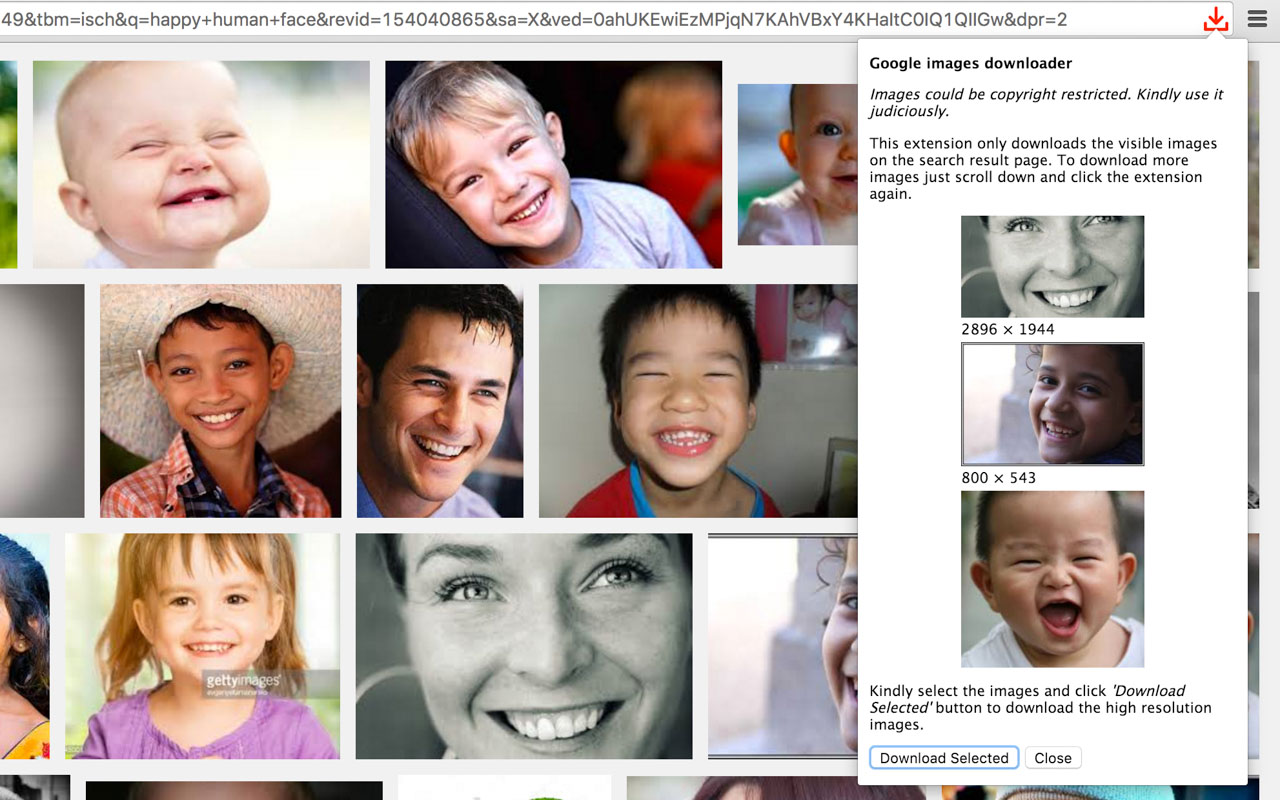 49&tbm=isch&q=happy+human+face&revid=154040865&sa=X&ved=0ahUKEwiEzMPjqN7KAhVBxY4KHaltC0IQ1QIIGw&dpr=2
Google images downloader
Images could be copyright restricted. Kindly use it
judiciously.
This extension only downloads the visible images
on the search result page. To download more
images just scroll down and click the extension
again.
2896 × 1944
800 × 543
gettyimages
Kindly select the images and click 'Download
Selected' button to download the high resolution
images.
Download Selected
Close